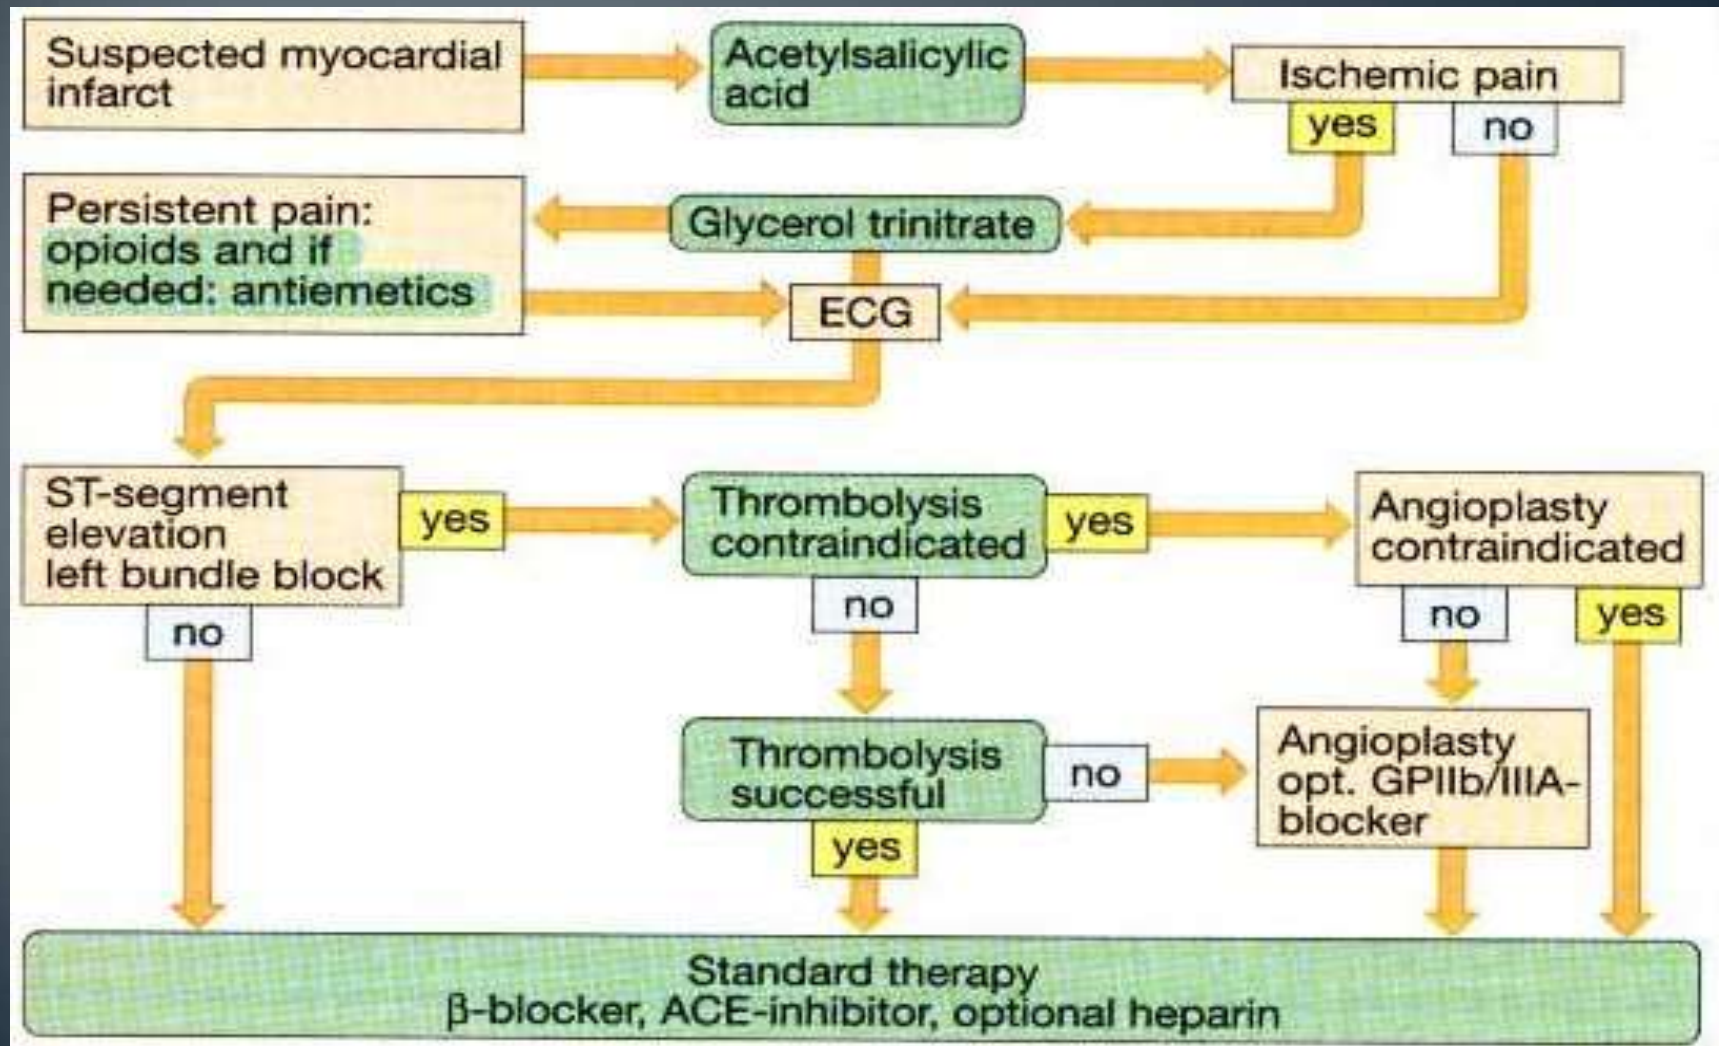 Suspected myocardial
infarct
Acetylsalicylic
acid
Ischemic pain
yes
no
Persistent pain:
opioids and if
needed: antiemetics
Glycerol trinitrate
ECG
ST-segment
elevation
left bundle block
yes
no
Thrombolysis
contraindicated
yes
no
Angioplasty
contraindicated
no
yes
Thrombolysis
successful
no
yes
Angioplasty
opt. GPIIb/IIIA-
blocker
Standard therapy
β-blocker, ACE-inhibitor, optional heparin